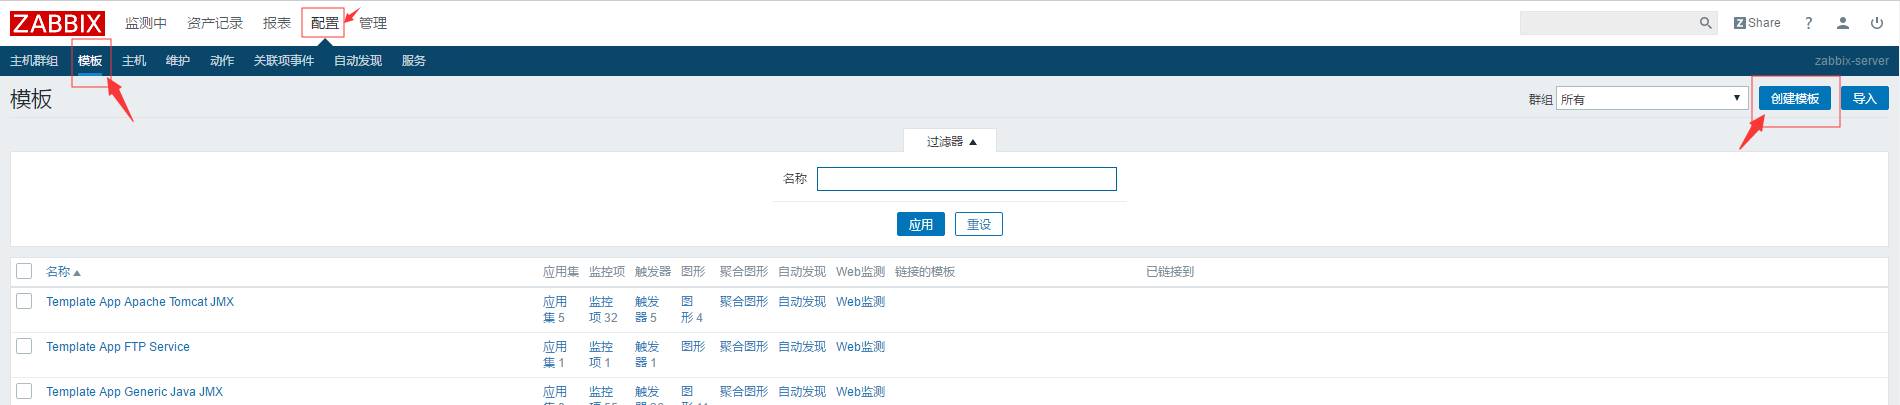 ZABBIX 监测中 资产记录 报表 配置 管理 Share ?
主机群组 模板 主机 维护 动作 关联项事件 自动发现 服务 zabbix-server
模板 群组 所有 创建模板 导入
过滤器
名称
应用 重设
名称 应用集 监控项 触发器 图形 聚合图形 自动发现 Web监测 链接的模板 已链接到
Template App Apache Tomcat JMX 应用 监控 触发 图 聚合图形 自动发现 Web监测
集 5 项 32 器 5 形 4
Template App FTP Service 应用 监控 触发 图形 聚合图形 自动发现 Web监测
集 1 项 1 器 1
Template App Generic Java JMX 应用 监控 触发 图 聚合图形 自动发现 Web监测